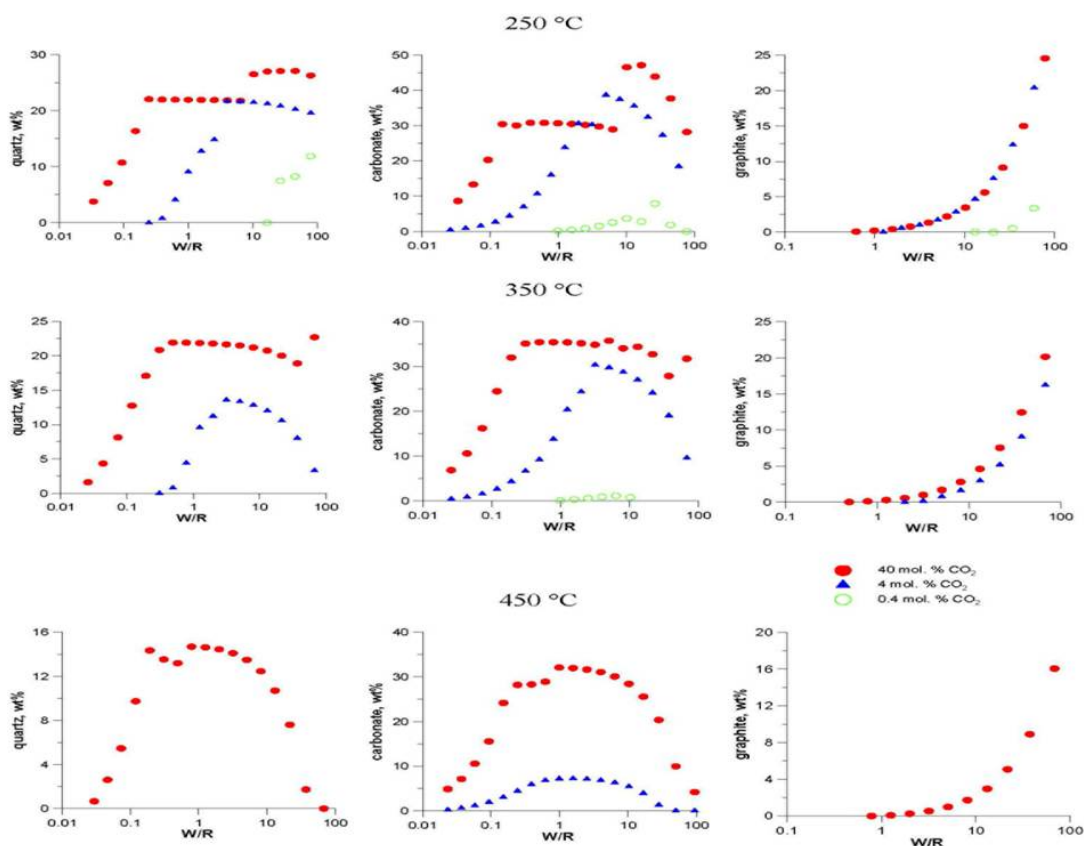 250 °C
quartz, wt%
30
20
10
0
0.01 0.1 1 10 100
W/R
carbonate, wt%
50
40
30
20
10
0
0.01 0.1 1 10 100
W/R
graphite, wt%
25
20
15
10
5
0
0.1 1 10 100
W/R
350 °C
quartz, wt%
25
20
15
10
5
0
0.01 0.1 1 10 100
W/R
carbonate, wt%
40
30
20
10
0
0.01 0.1 1 10 100
W/R
graphite, wt%
25
20
15
10
5
0
0.1 1 10 100
W/R
40 mol. % CO₂
4 mol. % CO₂
0.4 mol. % CO₂
450 °C
quartz, wt%
16
12
8
4
0
0.01 0.1 1 10 100
W/R
carbonate, wt%
40
30
20
10
0
0.01 0.1 1 10 100
W/R
graphite, wt%
20
16
12
8
4
0
0.1 1 10 100
W/R